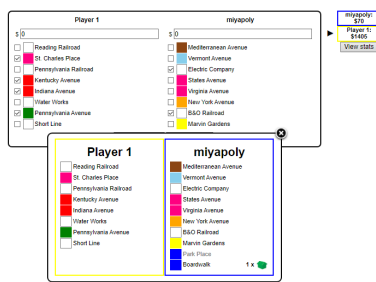 Player 1
miyapoly
$ 0
$ 0
Reading Railroad
St. Charles Place
Pennsylvania Railroad
Kentucky Avenue
Indiana Avenue
Water Works
Pennsylvania Avenue
Short Line
Mediterranean Avenue
Vermont Avenue
Electric Company
States Avenue
Virginia Avenue
New York Avenue
B&O Railroad
Marvin Gardens
miyapoly:
$70
Player 1:
$1405
View stats
Player 1
Reading Railroad
St. Charles Place
Pennsylvania Railroad
Kentucky Avenue
Indiana Avenue
Water Works
Pennsylvania Avenue
Short Line
miyapoly
Mediterranean Avenue
Vermont Avenue
Electric Company
States Avenue
Virginia Avenue
New York Avenue
B&O Railroad
Marvin Gardens
Park Place
Boardwalk 1 x